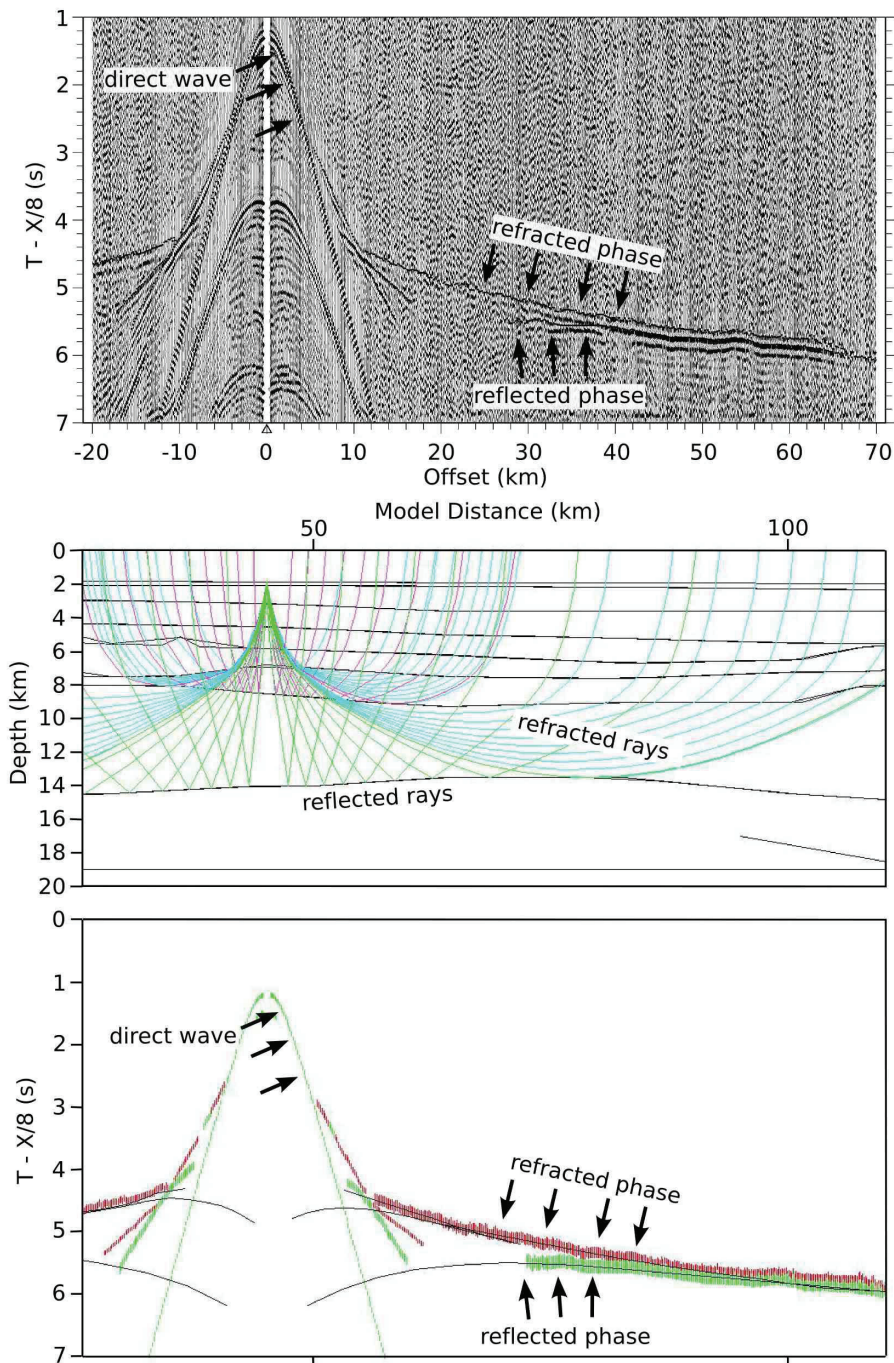 1
2
3
4
5
6
7
T - X/8 (s)
direct wave
refracted phase
reflected phase
-20 -10 0 10 20 30 40 50 60 70
Offset (km)
Model Distance (km)
50 100
0
2
4
6
8
10
12
14
16
18
20
Depth (km)
refracted rays
reflected rays
0
1
2
3
4
5
6
7
T - X/8 (s)
direct wave
refracted phase
reflected phase